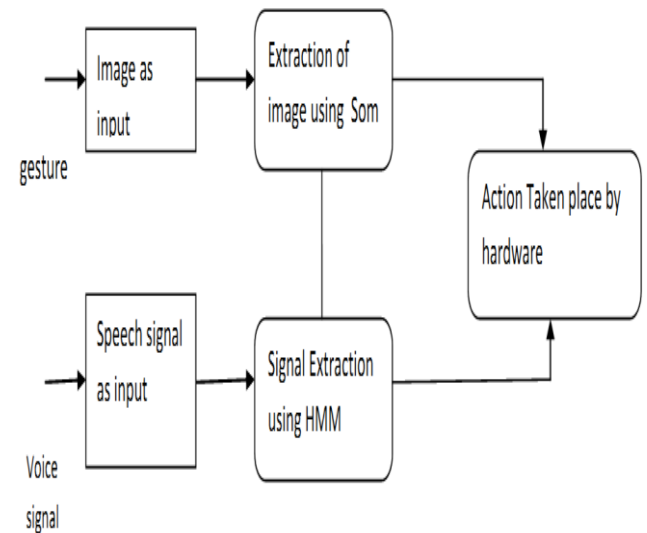 Image as
input
gesture
Extraction of
image using Som
Action Taken place by
hardware
Speech signal
as input
Voice
signal
Signal Extraction
using HMM